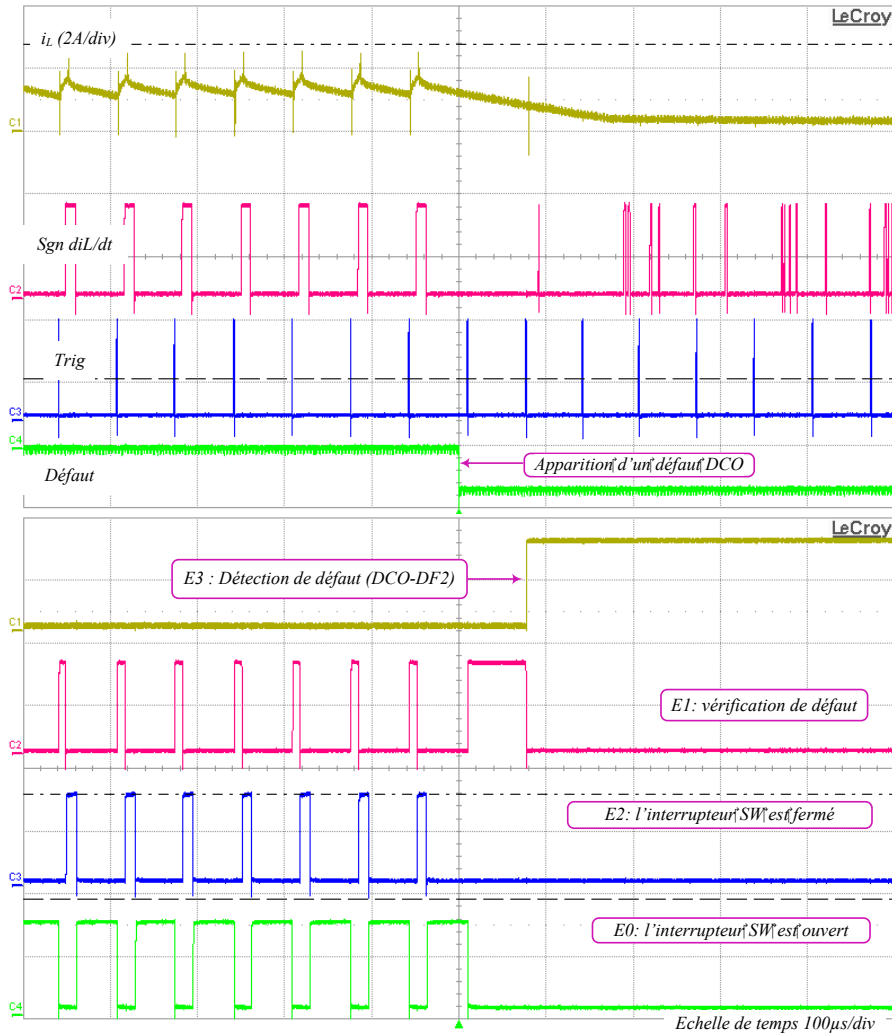 LeCroy
iL (2A/div)
C1
Sgn diL/dt
C2
Trig
C3
C4
Apparition d'un défaut DCO
Défaut
LeCroy
E3 : Détection de défaut (DCO-DF2)
C1
E1: vérification de défaut
C2
E2: l'interrupteur SW est fermé
C3
E0: l'interrupteur SW est ouvert
C4
Echelle de temps 100µs/div